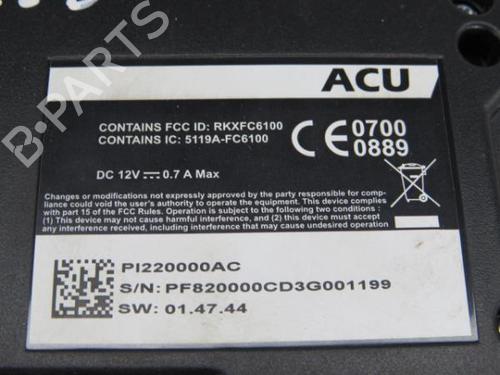 ACU
CONTAINS FCC ID: RKXFC6100
CONTAINS IC: 5119A-FC6100
CE 0700
0889
DC 12V 0.7 A Max
Changes or modifications not expressly approved by the party responsible for comp-
liance could void the user's authority to operate the equipment. This device complies
with part 15 of the FCC Rules. Operation is subject to the following two conditions :
(1) this device may not cause harmful interference, and (2) this device must accept
any interference received, including interference that may cause undesired operation
PI220000AC
S/N: PF820000CD3G001199
SW: 01.47.44
B